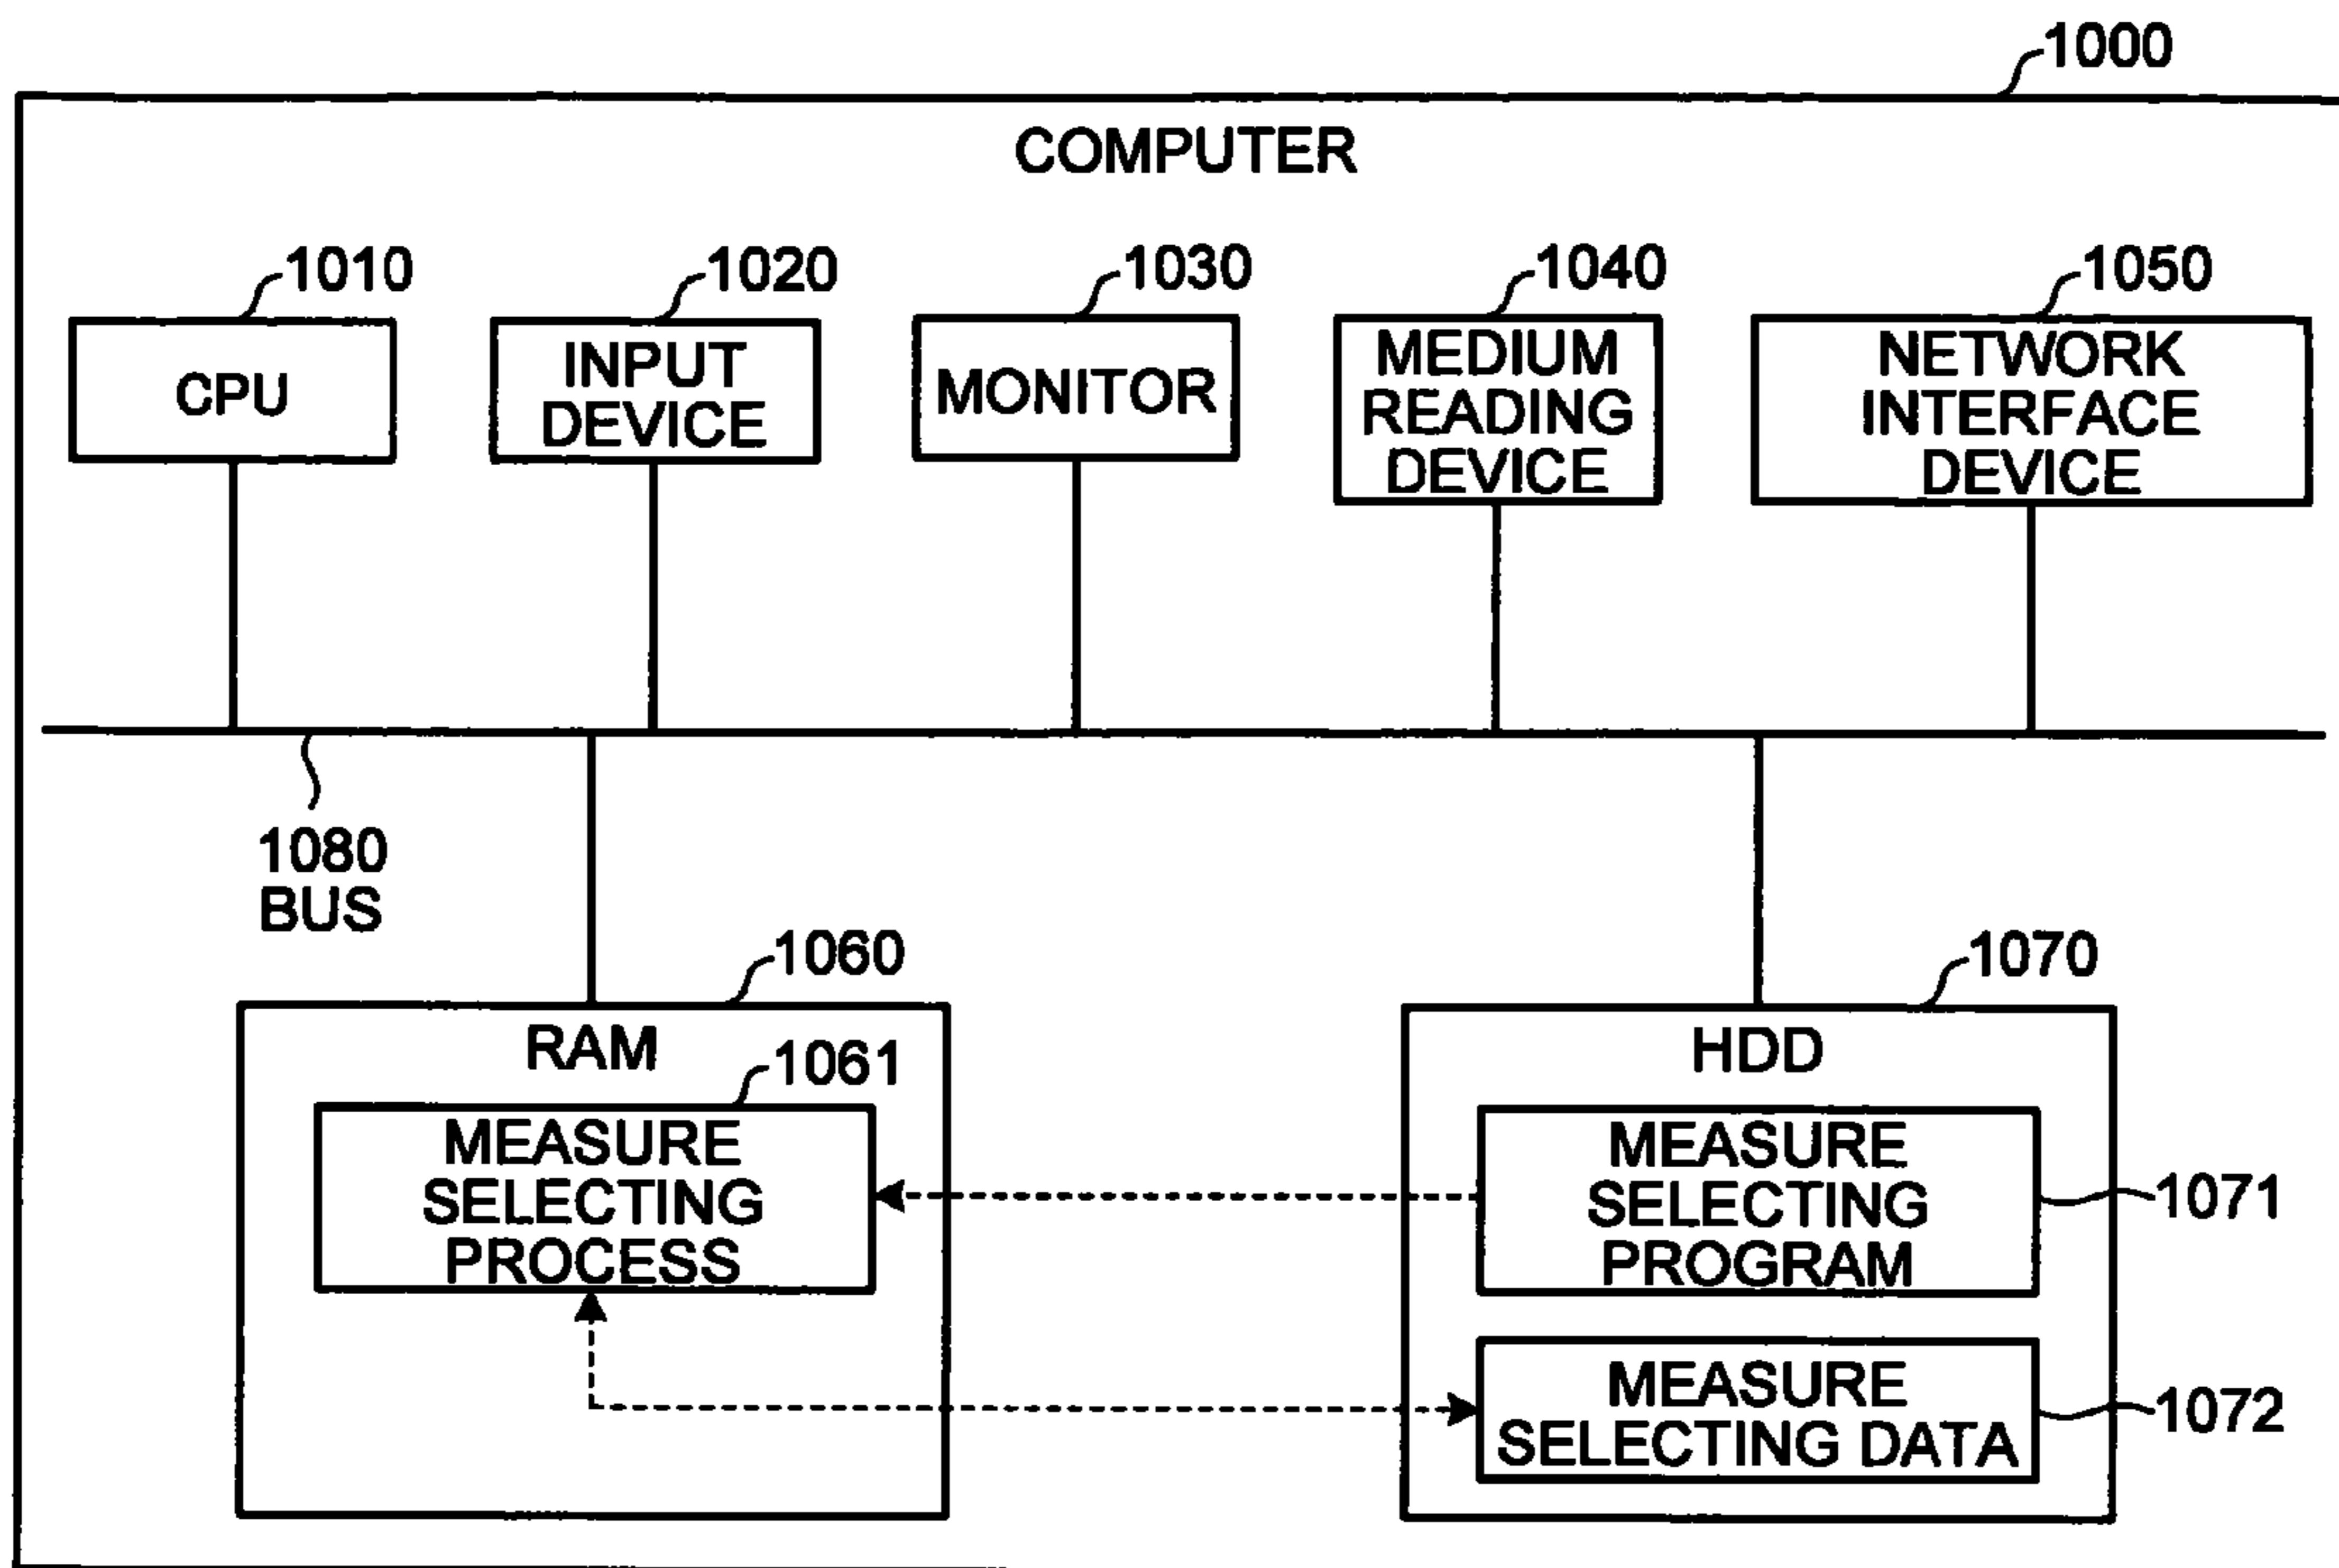 1000
COMPUTER
1010
1020
1030
1040
1050
CPU
INPUT
DEVICE
MONITOR
MEDIUM
READING
DEVICE
NETWORK
INTERFACE
DEVICE
1080
BUS
1060
RAM
1061
MEASURE
SELECTING
PROCESS
1070
HDD
MEASURE
SELECTING
PROGRAM
1071
MEASURE
SELECTING DATA
1072